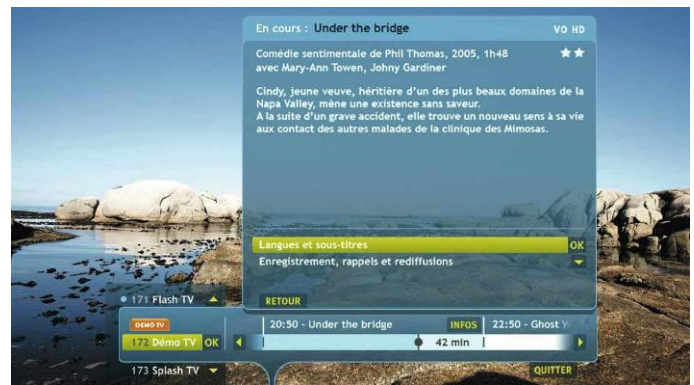 En cours : Under the bridge VO HD
Comédie sentimentale de Phil Thomas, 2005, 1h48
avec Mary-Ann Towen, Johny Gardiner
Cindy, jeune veuve, héritière d'un des plus beaux domaines de la
Napa Valley, mène une existence sans saveur.
A la suite d'un grave accident, elle trouve un nouveau sens à sa vie
aux contact des autres malades de la clinique des Mimosas.
Langues et sous-titres OK
Enregistrement, rappels et rediffusions
RETOUR
171 Flash TV
DEMO TV
20:50 - Under the bridge INFOS 22:50 - Ghost
172 Démo TV OK
42 min
173 Splash TV
QUITTER